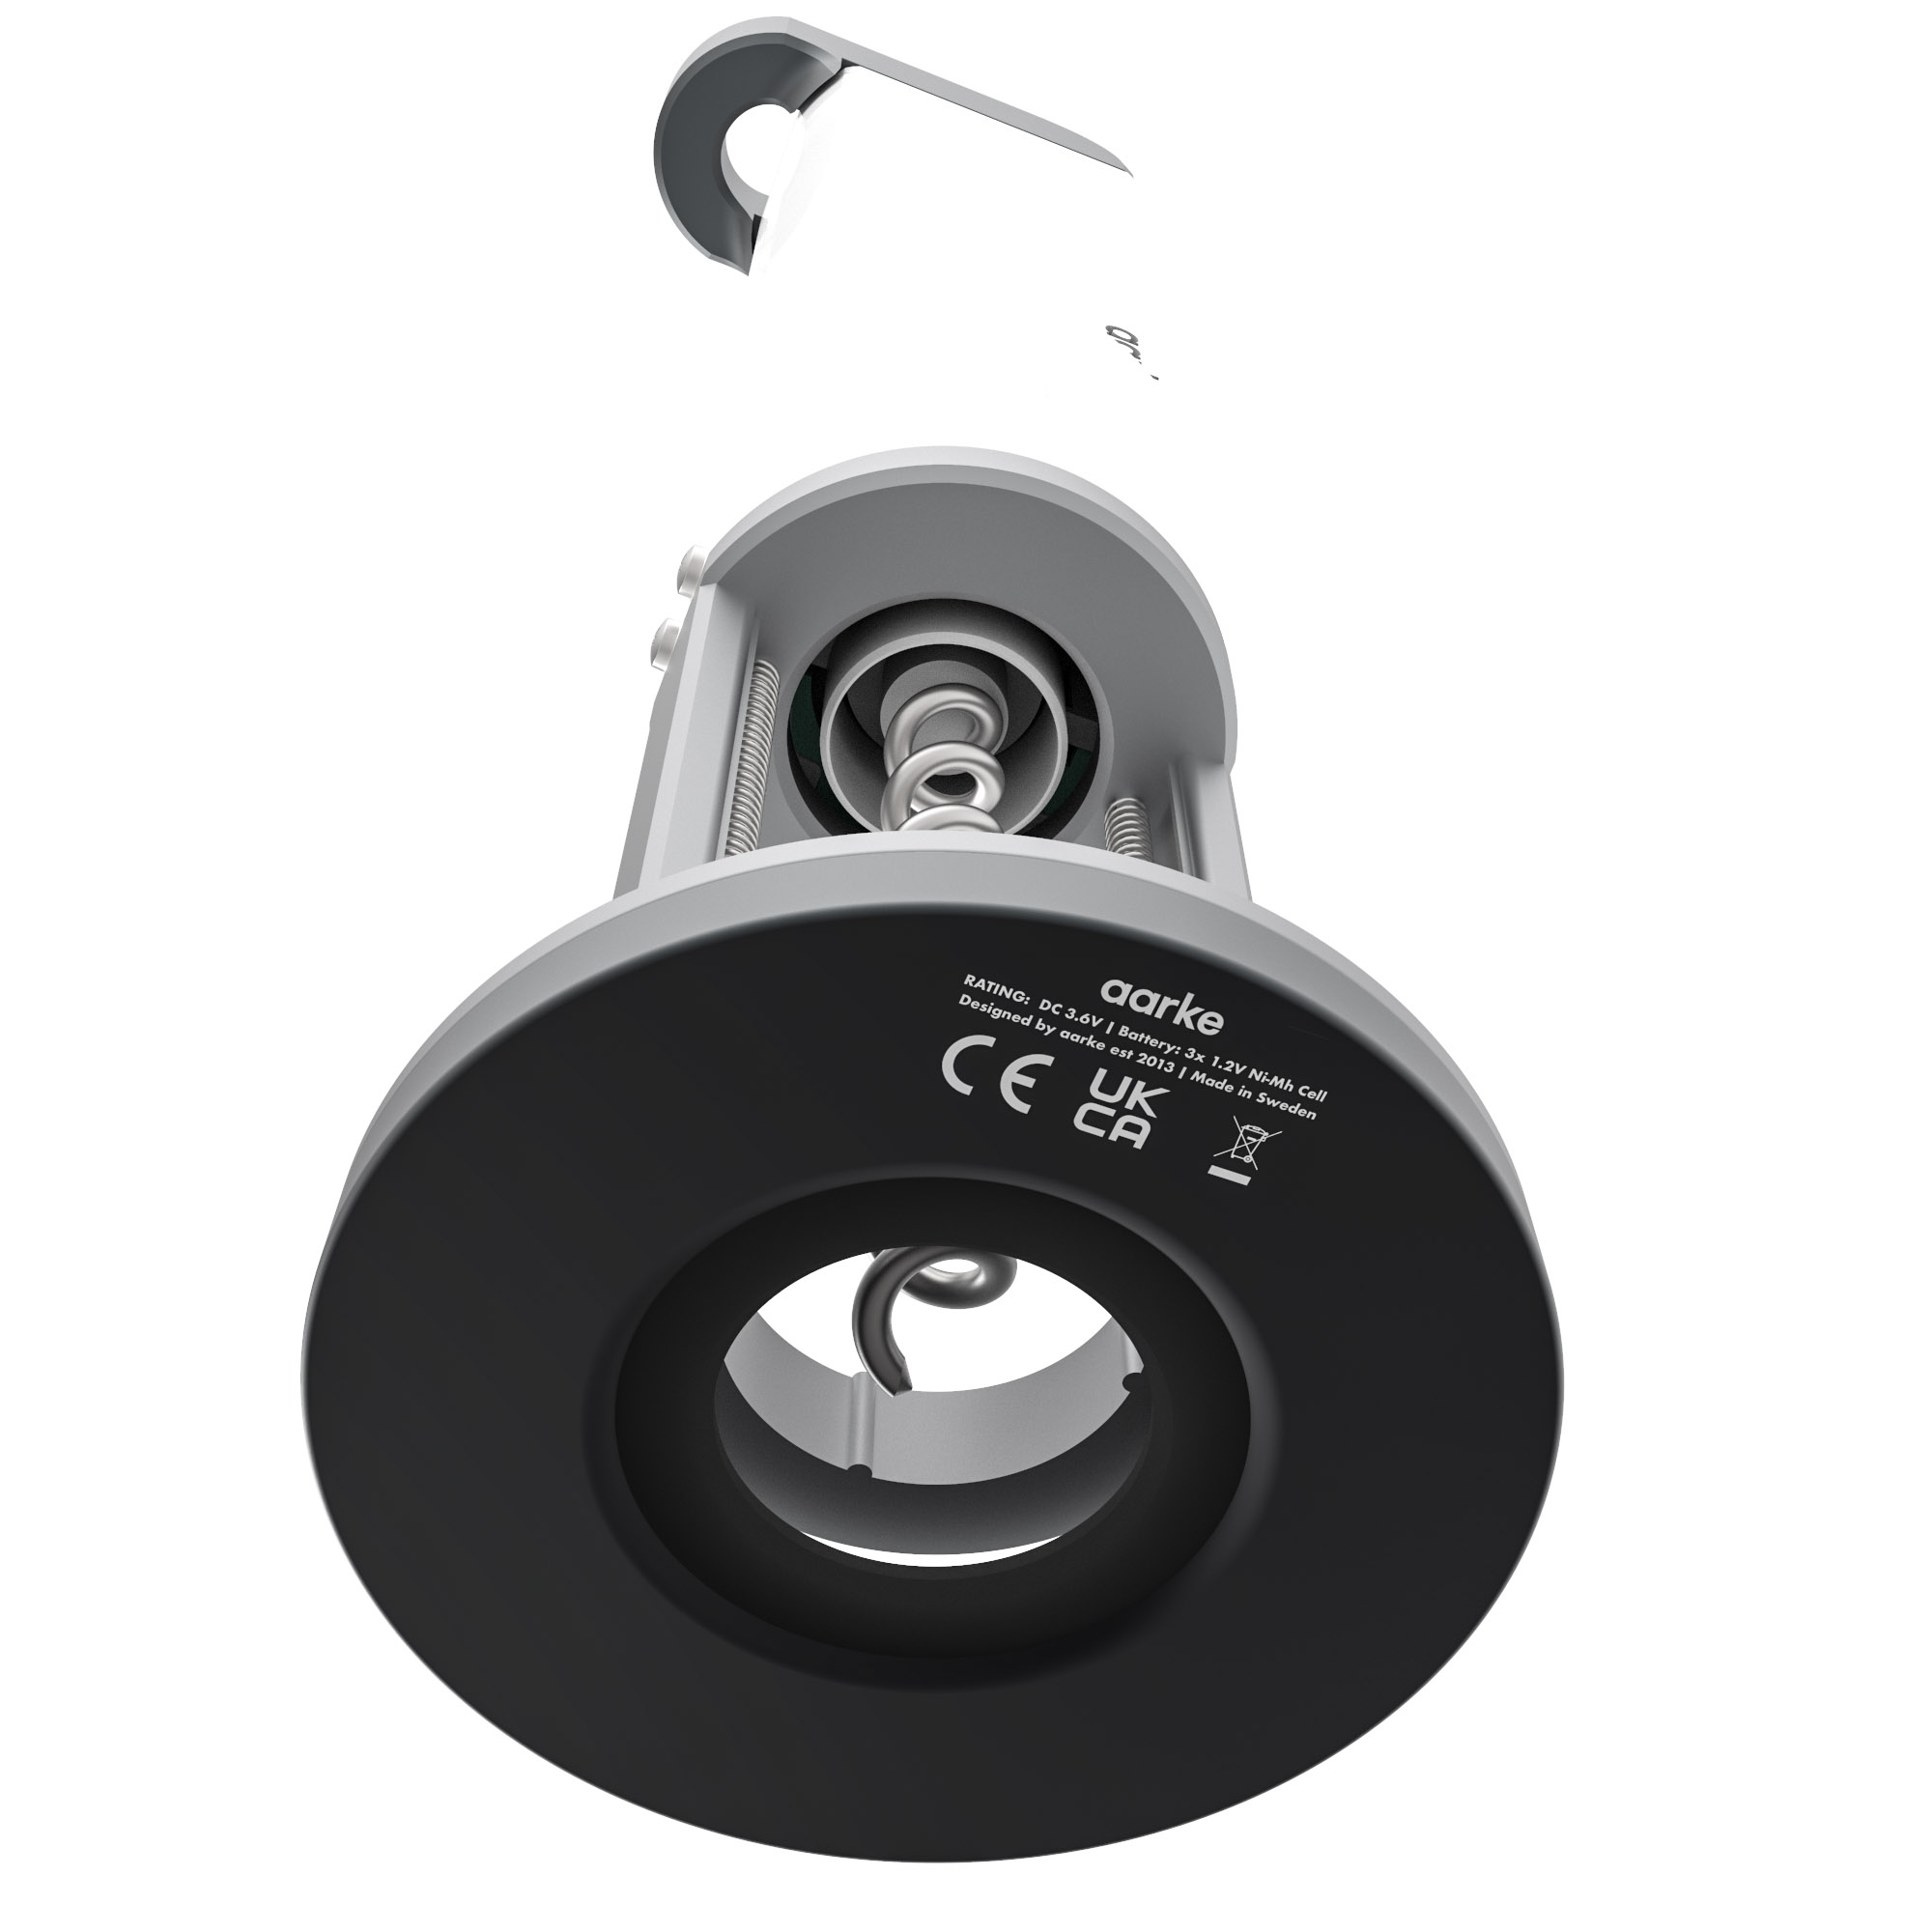 aarke
RATING: DC 3.6V | Battery: 3x 1.2V Ni-Mh Cell
Designed by aarke est 2013 | Made in Sweden
CE
UK
CA